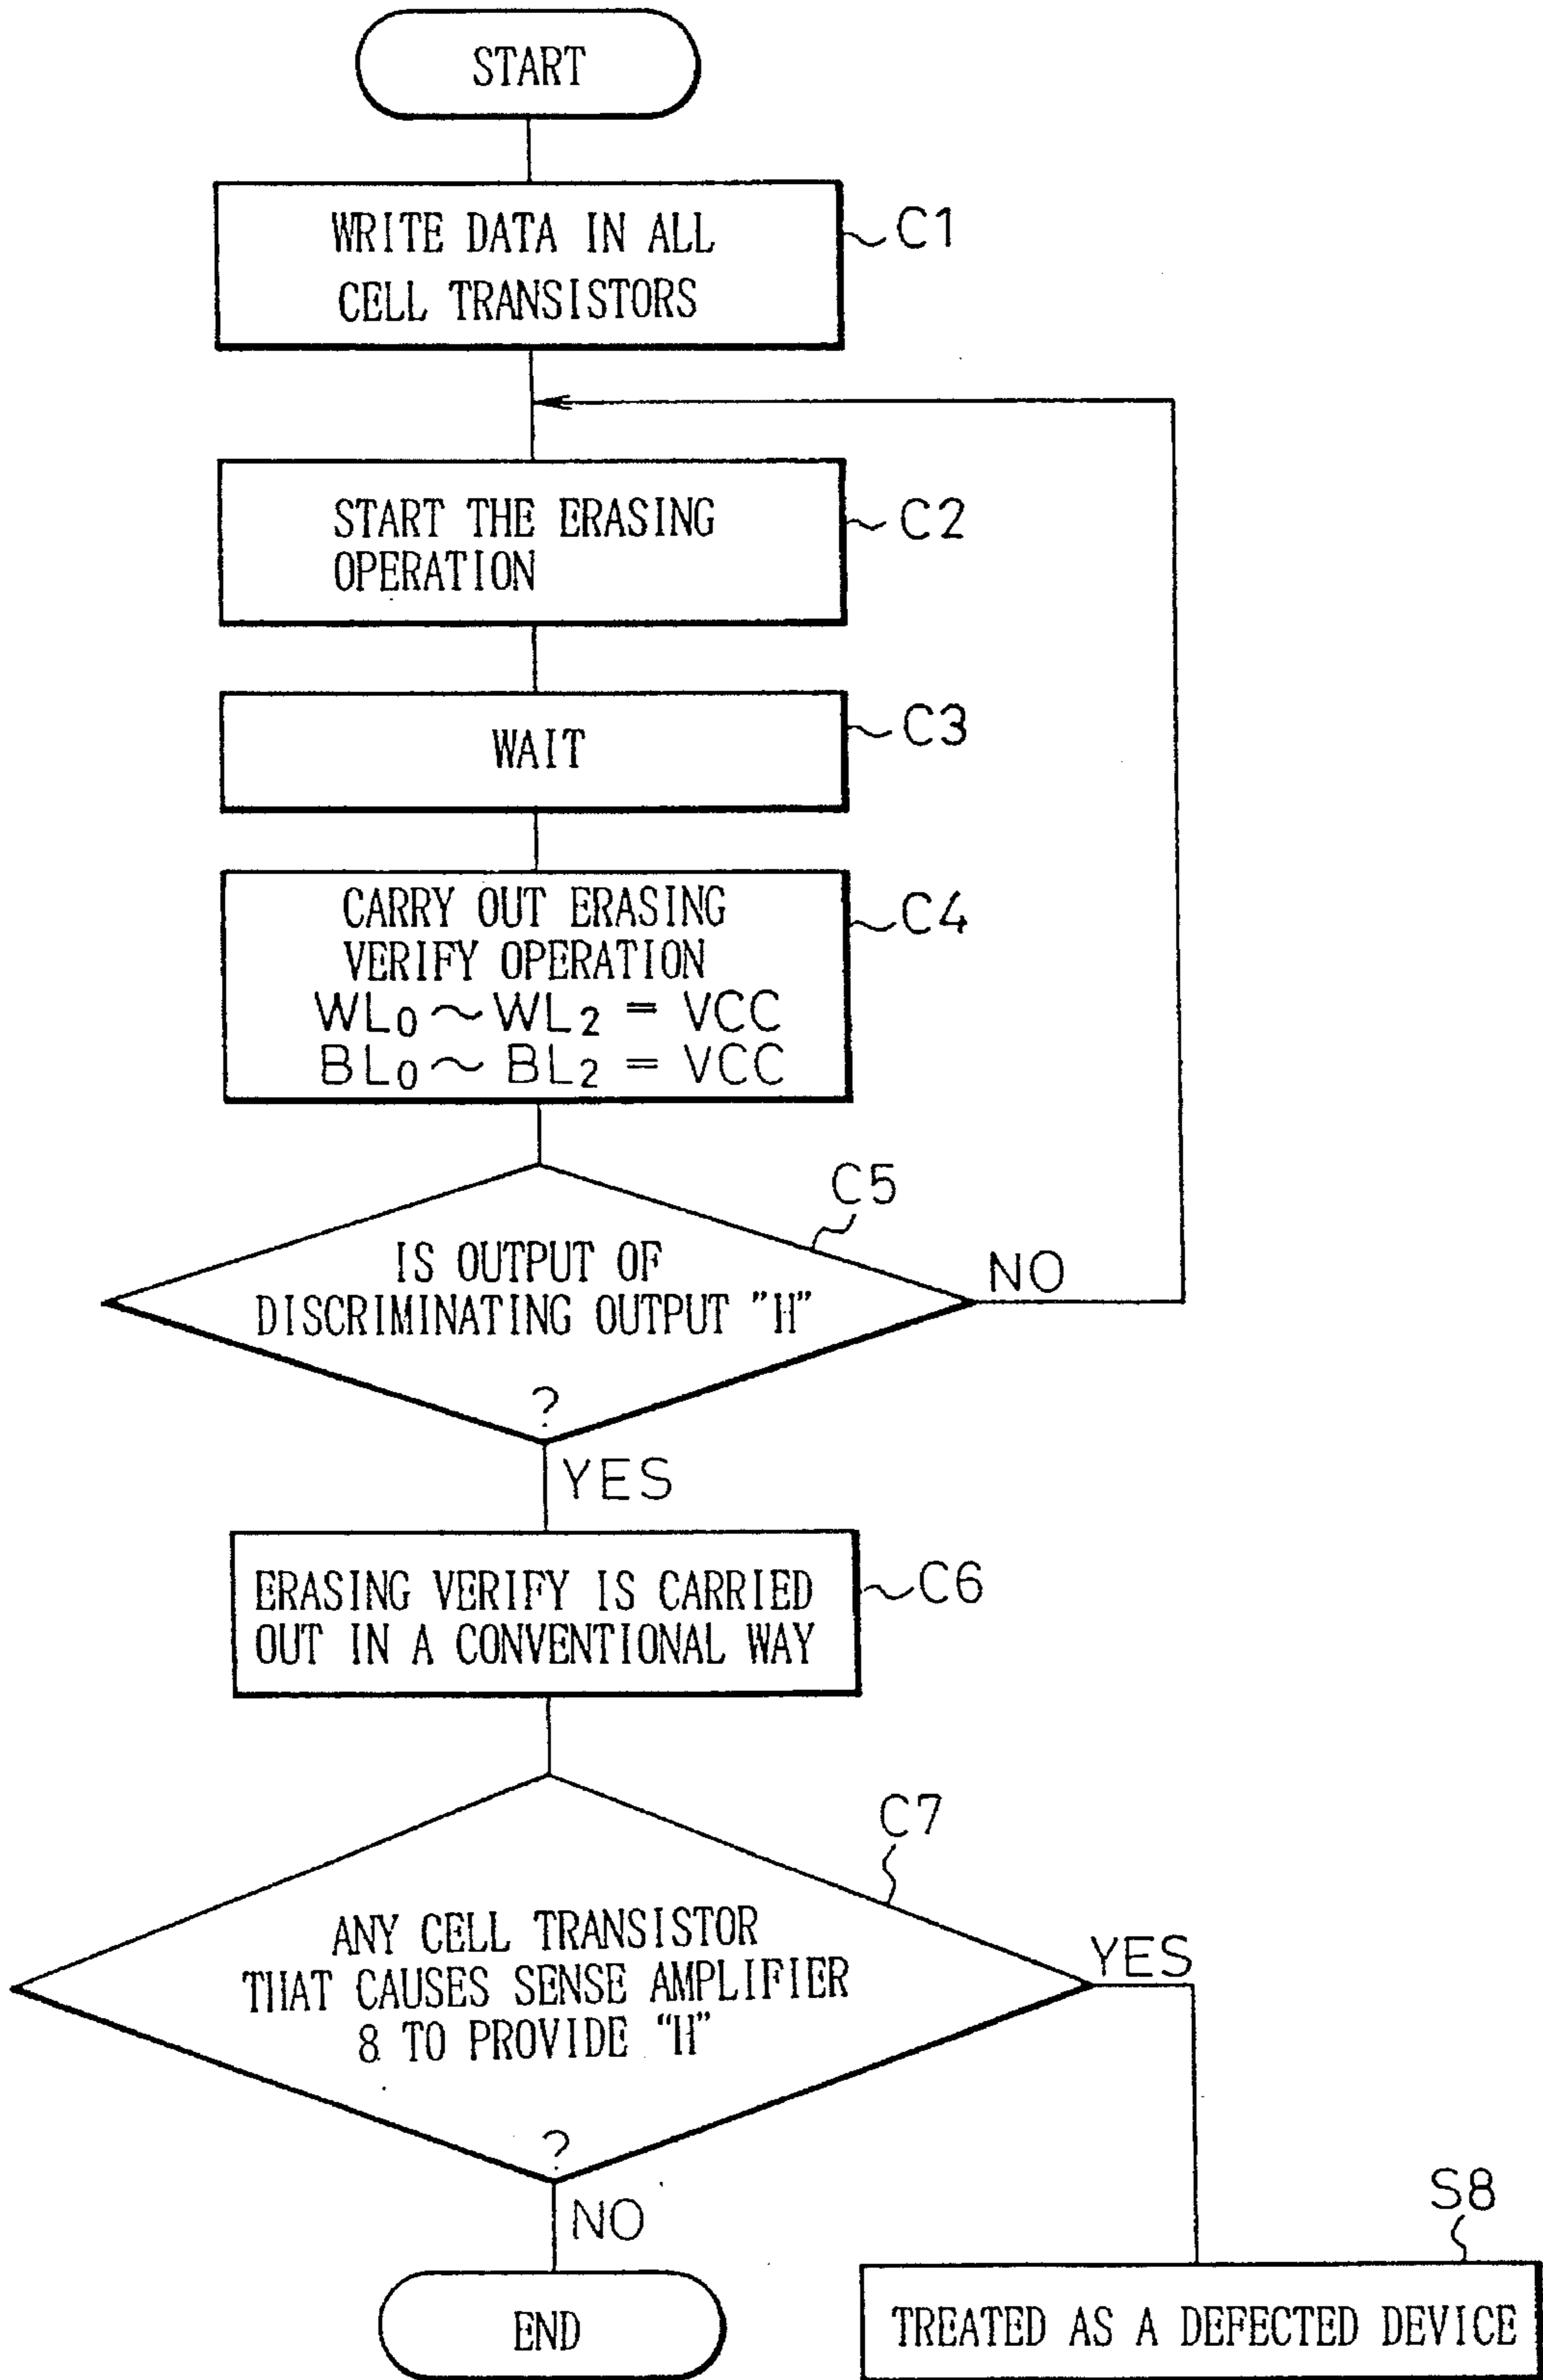 START
WRITE DATA IN ALL
CELL TRANSISTORS
C1
START THE ERASING
OPERATION
C2
WAIT
C3
CARRY OUT ERASING
VERIFY OPERATION
WL0 ~ WL2 = VCC
BL0 ~ BL2 = VCC
C4
C5
IS OUTPUT OF
DISCRIMINATING OUTPUT "H"
?
NO
YES
ERASING VERIFY IS CARRIED
OUT IN A CONVENTIONAL WAY
C6
C7
ANY CELL TRANSISTOR
THAT CAUSES SENSE AMPLIFIER
8 TO PROVIDE "H"
?
YES
NO
S8
END
TREATED AS A DEFECTED DEVICE